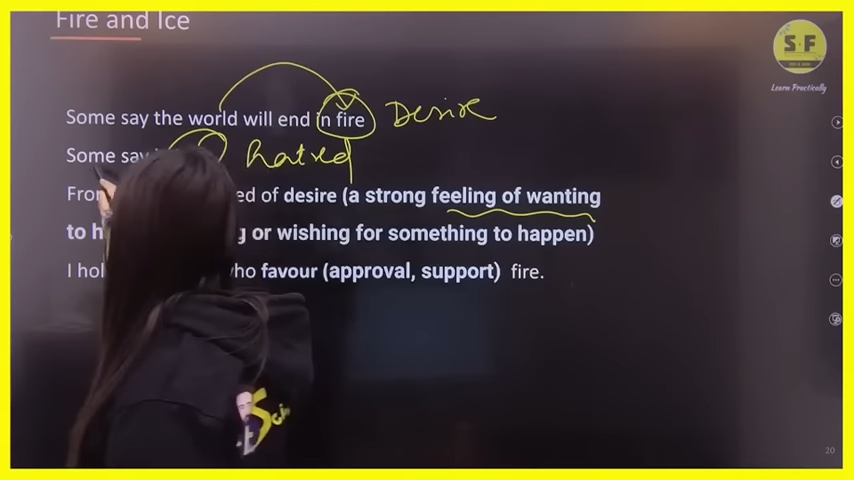 Fire and Ice
S F
Learn Practically
Some say the world will end in fire Desire
Some say hatred
ed of desire (a strong feeling of wanting
to h g or wishing for something to happen)
I hol ho favour (approval, support) fire.
20